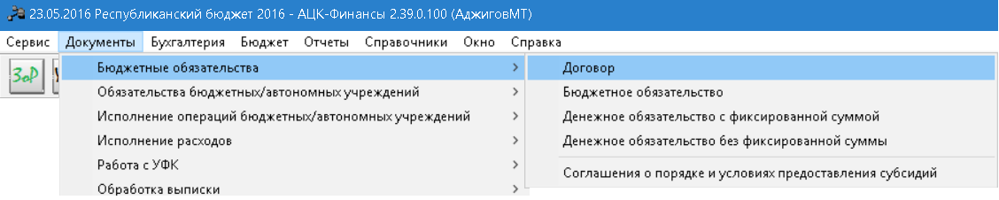 23.05.2016 Республиканский бюджет 2016 - АЦК-Финансы 2.39.0.100 (АджиговМТ)
Сервис Документы Бухгалтерия Бюджет Отчеты Справочники Окно Справка
ЗоР
Бюджетные обязательства
Обязательства бюджетных/автономных учреждений
Исполнение операций бюджетных/автономных учреждений
Исполнение расходов
Работа с УФК
Обработка выписки
Договор
Бюджетное обязательство
Денежное обязательство с фиксированной суммой
Денежное обязательство без фиксированной суммы
Соглашения о порядке и условиях предоставления субсидий